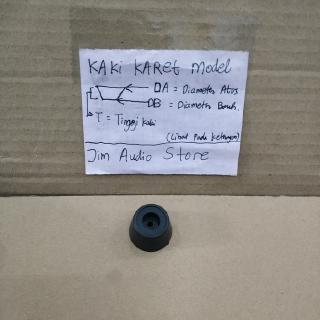 KAKi KARET Model
DA = Diameter Atas
DB = Diameter Bawah.
T = Tinggi Kaki
(Lihat Pada Keterangan)
Jim Audio Store